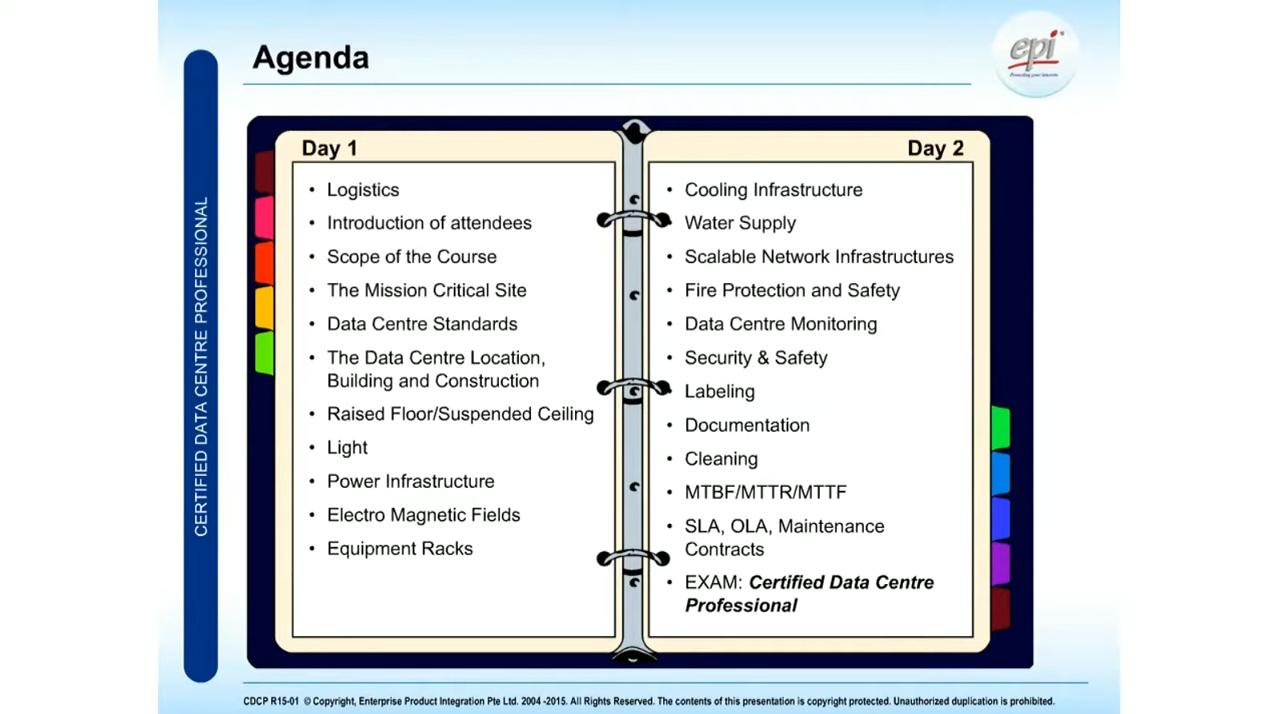 Agenda
epi
Providing your interests
CERTIFIED DATA CENTRE PROFESSIONAL
Day 1
• Logistics
• Introduction of attendees
• Scope of the Course
• The Mission Critical Site
• Data Centre Standards
• The Data Centre Location,
Building and Construction
• Raised Floor/Suspended Ceiling
• Light
• Power Infrastructure
• Electro Magnetic Fields
• Equipment Racks
Day 2
• Cooling Infrastructure
• Water Supply
• Scalable Network Infrastructures
• Fire Protection and Safety
• Data Centre Monitoring
• Security & Safety
• Labeling
• Documentation
• Cleaning
• MTBF/MTTR/MTTF
• SLA, OLA, Maintenance
Contracts
• EXAM: Certified Data Centre
Professional
CDCP R15-01 © Copyright, Enterprise Product Integration Pte Ltd. 2004 -2015. All Rights Reserved. The contents of this presentation is copyright protected. Unauthorized duplication is prohibited.